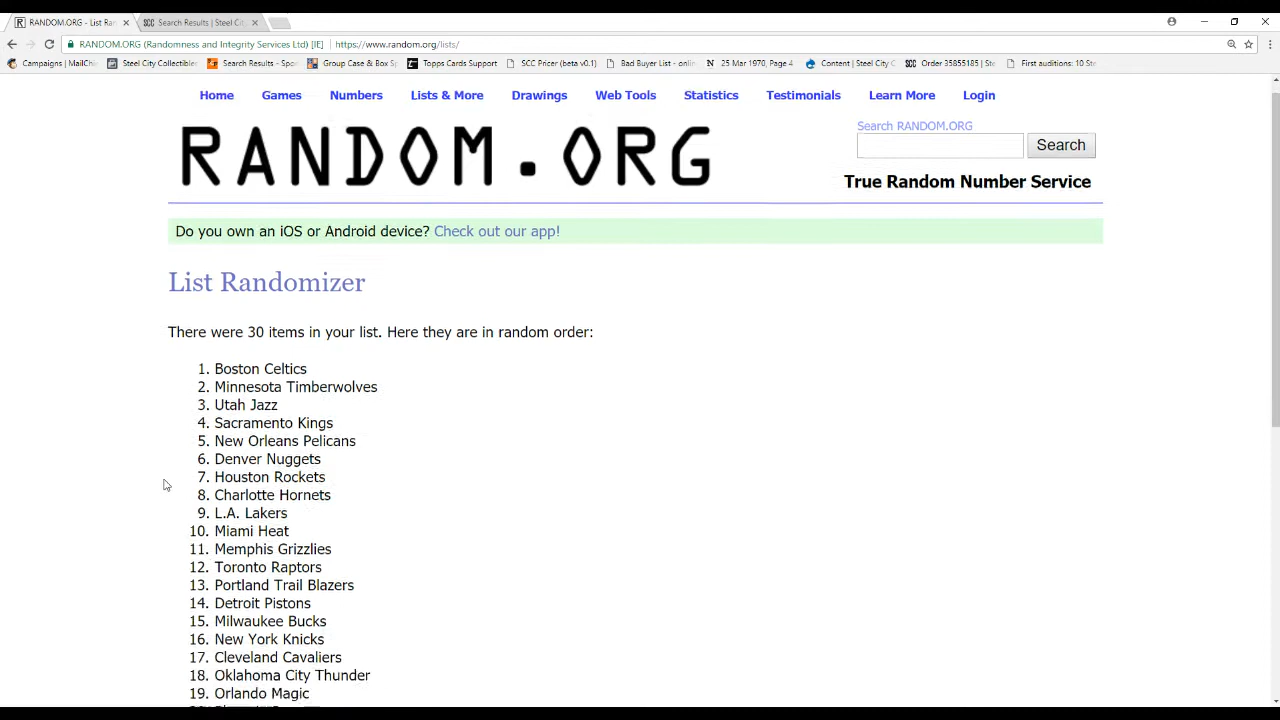 RANDOM.ORG - List Ran
Search Results | Steel Cit
RANDOM.ORG (Randomness and Integrity Services Ltd) [IE] | https://www.random.org/lists/
Campaigns | MailChi Steel City Collectibles Search Results - Spo Group Case & Box S Topps Cards Support SCC Pricer (beta v0.1) Bad Buyer List - onlin 25 Mar 1970, Page 4 Content | Steel City C Order 35855185 | Ste First auditions: 10 Ste
Home Games Numbers Lists & More Drawings Web Tools Statistics Testimonials Learn More Login
RANDOM.ORG
Search RANDOM.ORG
Search
True Random Number Service
Do you own an iOS or Android device? Check out our app!
List Randomizer
There were 30 items in your list. Here they are in random order:
1. Boston Celtics
2. Minnesota Timberwolves
3. Utah Jazz
4. Sacramento Kings
5. New Orleans Pelicans
6. Denver Nuggets
7. Houston Rockets
8. Charlotte Hornets
9. L.A. Lakers
10. Miami Heat
11. Memphis Grizzlies
12. Toronto Raptors
13. Portland Trail Blazers
14. Detroit Pistons
15. Milwaukee Bucks
16. New York Knicks
17. Cleveland Cavaliers
18. Oklahoma City Thunder
19. Orlando Magic